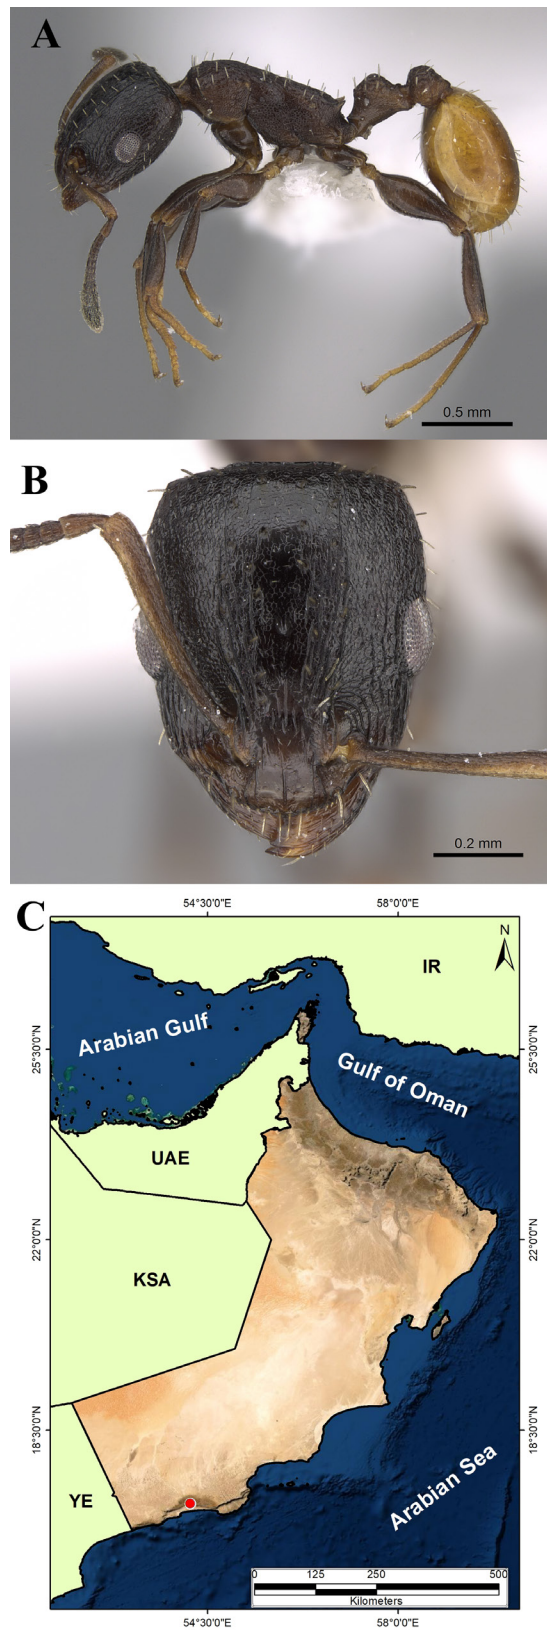 A
0.5 mm
B
0.2 mm
C
54°30'0"E
58°0'0"E
N
IR
Arabian Gulf
Gulf of Oman
25°30'0"N
25°30'0"N
UAE
22°0'0"N
22°0'0"N
KSA
18°30'0"N
18°30'0"N
YE
Arabian Sea
0 125 250 500
Kilometers
54°30'0"E
58°0'0"E